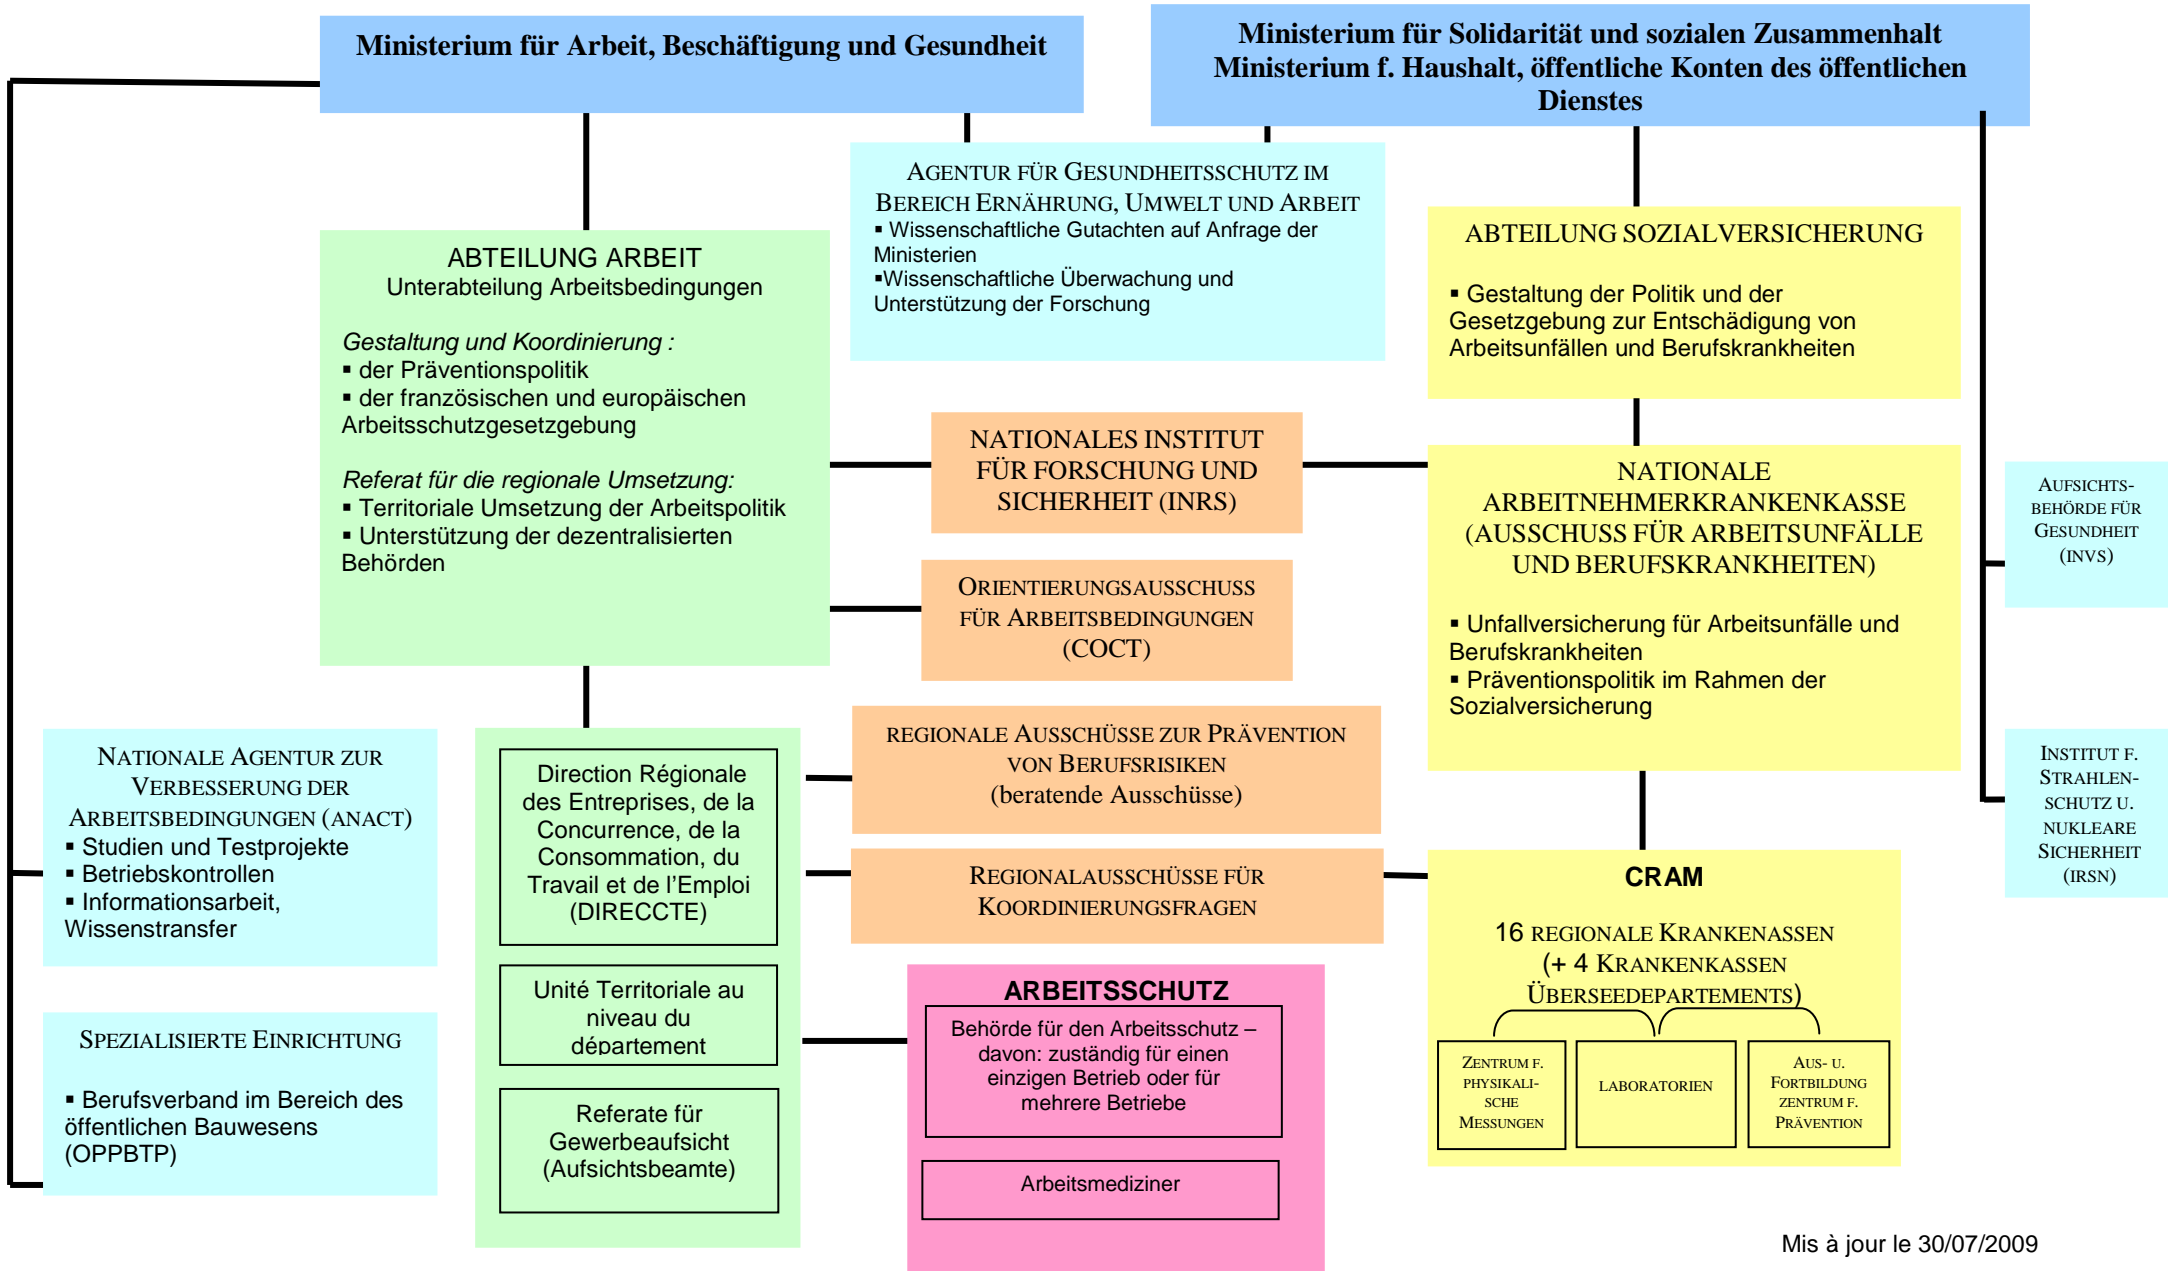 Ministerium für Arbeit, Beschäftigung und Gesundheit
Ministerium für Solidarität und sozialen Zusammenhalt
Ministerium f. Haushalt, öffentliche Konten des öffentlichen
Dienstes
AGENTUR FÜR GESUNDHEITSSCHUTZ IM
BEREICH ERNÄHRUNG, UMWELT UND ARBEIT
▪ Wissenschaftliche Gutachten auf Anfrage der
Ministerien
▪Wissenschaftliche Überwachung und
Unterstützung der Forschung
ABTEILUNG ARBEIT
Unterabteilung Arbeitsbedingungen
Gestaltung und Koordinierung :
▪ der Präventionspolitik
▪ der französischen und europäischen
Arbeitsschutzgesetzgebung
Referat für die regionale Umsetzung:
▪ Territoriale Umsetzung der Arbeitspolitik
▪ Unterstützung der dezentralisierten
Behörden
ABTEILUNG SOZIALVERSICHERUNG
▪ Gestaltung der Politik und der
Gesetzgebung zur Entschädigung von
Arbeitsunfällen und Berufskrankheiten
NATIONALES INSTITUT
FÜR FORSCHUNG UND
SICHERHEIT (INRS)
NATIONALE
ARBEITNEHMERKRANKENKASSE
(AUSSCHUSS FÜR ARBEITSUNFÄLLE
UND BERUFSKRANKHEITEN)
▪ Unfallversicherung für Arbeitsunfälle und
Berufskrankheiten
▪ Präventionspolitik im Rahmen der
Sozialversicherung
AUFSICHTS-
BEHÖRDE FÜR
GESUNDHEIT
(INVS)
ORIENTIERUNGSAUSSCHUSS
FÜR ARBEITSBEDINGUNGEN
(COCT)
NATIONALE AGENTUR ZUR
VERBESSERUNG DER
ARBEITSBEDINGUNGEN (ANACT)
▪ Studien und Testprojekte
▪ Betriebskontrollen
▪ Informationsarbeit,
Wissenstransfer
Direction Régionale
des Entreprises, de la
Concurrence, de la
Consommation, du
Travail et de l'Emploi
(DIRECCTE)
REGIONALE AUSSCHÜSSE ZUR PRÄVENTION
VON BERUFSRISIKEN
(beratende Ausschüsse)
INSTITUT F.
STRAHLEN-
SCHUTZ U.
NUKLEARE
SICHERHEIT
(IRSN)
REGIONALAUSSCHÜSSE FÜR
KOORDINIERUNGSFRAGEN
CRAM
16 REGIONALE KRANKENASSEN
(+ 4 KRANKENKASSEN
ÜBERSEEDEPARTEMENTS)
ZENTRUM F.
PHYSIKALI-
SCHE
MESSUNGEN
LABORATORIEN
AUS- U.
FORTBILDUNG
ZENTRUM F.
PRÄVENTION
Unité Territoriale au
niveau du
département
ARBEITSSCHUTZ
Behörde für den Arbeitsschutz –
davon: zuständig für einen
einzigen Betrieb oder für
mehrere Betriebe
Arbeitsmediziner
SPEZIALISIERTE EINRICHTUNG
▪ Berufsverband im Bereich des
öffentlichen Bauwesens
(OPPBTP)
Referate für
Gewerbeaufsicht
(Aufsichtsbeamte)
Mis à jour le 30/07/2009